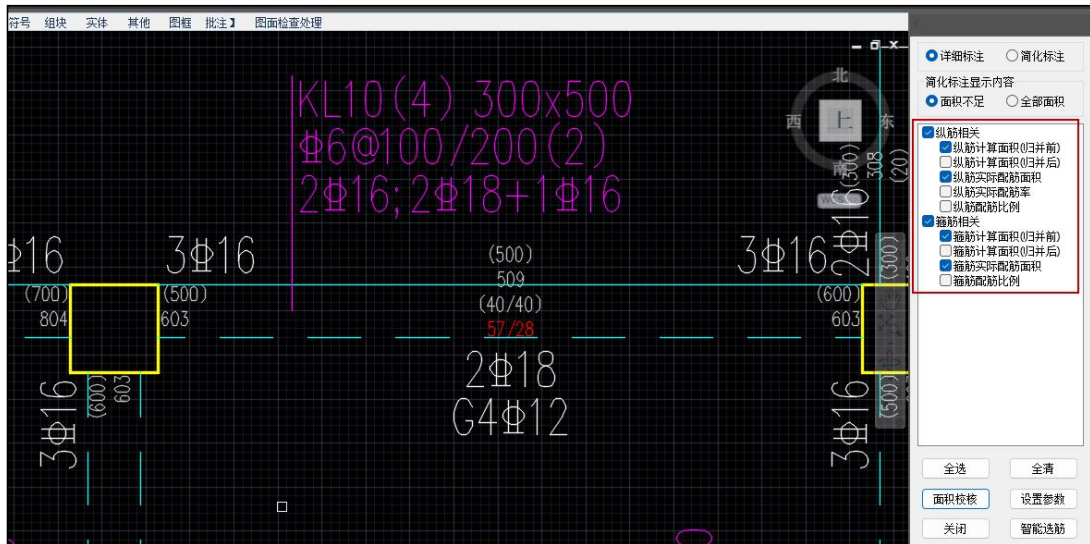 符号 组块 实体 其他 图框 批注】 图面检查处理
KL10(4) 300x500
⌀6@100/200(2)
2⌀16;2⌀18+1⌀16
⌀16
3⌀16
(500)
509
(40/40)
57/28
2⌀18
G4⌀12
3⌀16
(700)
804
(500)
603
(600)
603
3⌀16
(600)
603
2⌀16
(300)
308
(20)
(300)
3⌀16
(500)
北
西
上
东
南
详细标注 简化标注
简化标注显示内容
面积不足 全部面积
纵筋相关
纵筋计算面积(归并前)
纵筋计算面积(归并后)
纵筋实际配筋面积
纵筋实际配筋率
纵筋配筋比例
箍筋相关
箍筋计算面积(归并前)
箍筋计算面积(归并后)
箍筋实际配筋面积
箍筋配筋比例
全选 全清
面积校核 设置参数
关闭 智能选筋